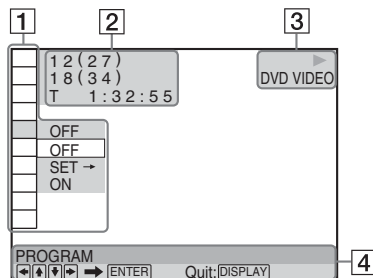 1 2 3
12(27)
18(34)
T 1:32:55
DVD VIDEO
OFF
OFF
SET →
ON
PROGRAM
← ↑ ↓ → ➡ ENTER Quit: DISPLAY
4